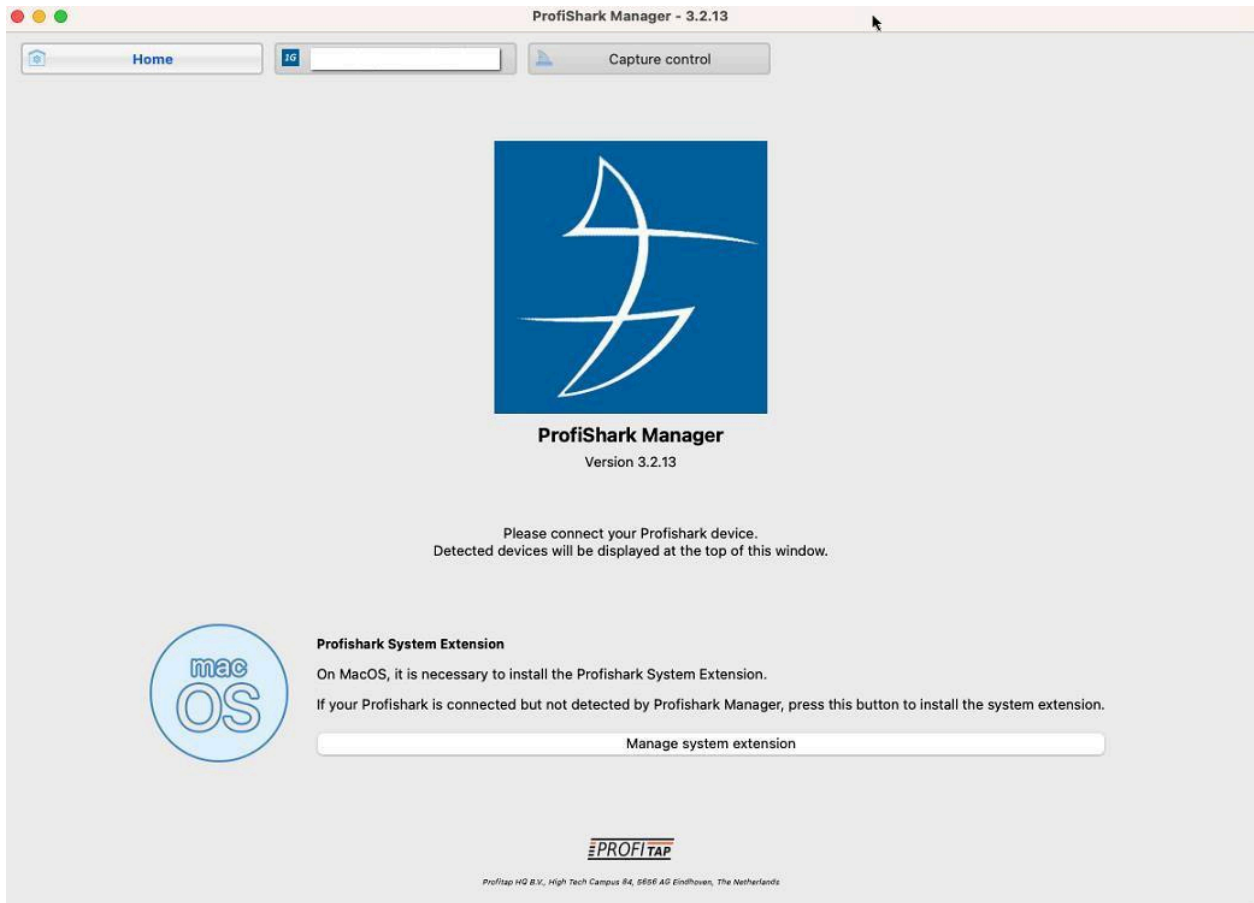 ProfiShark Manager - 3.2.13
Home
1G
Capture control
ProfiShark Manager
Version 3.2.13
Please connect your Profishark device.
Detected devices will be displayed at the top of this window.
mac
OS
Profishark System Extension
On MacOS, it is necessary to install the Profishark System Extension.
If your Profishark is connected but not detected by Profishark Manager, press this button to install the system extension.
Manage system extension
PROFITAP
Profitap HQ B.V., High Tech Campus 84, 5656 AG Eindhoven, The Netherlands